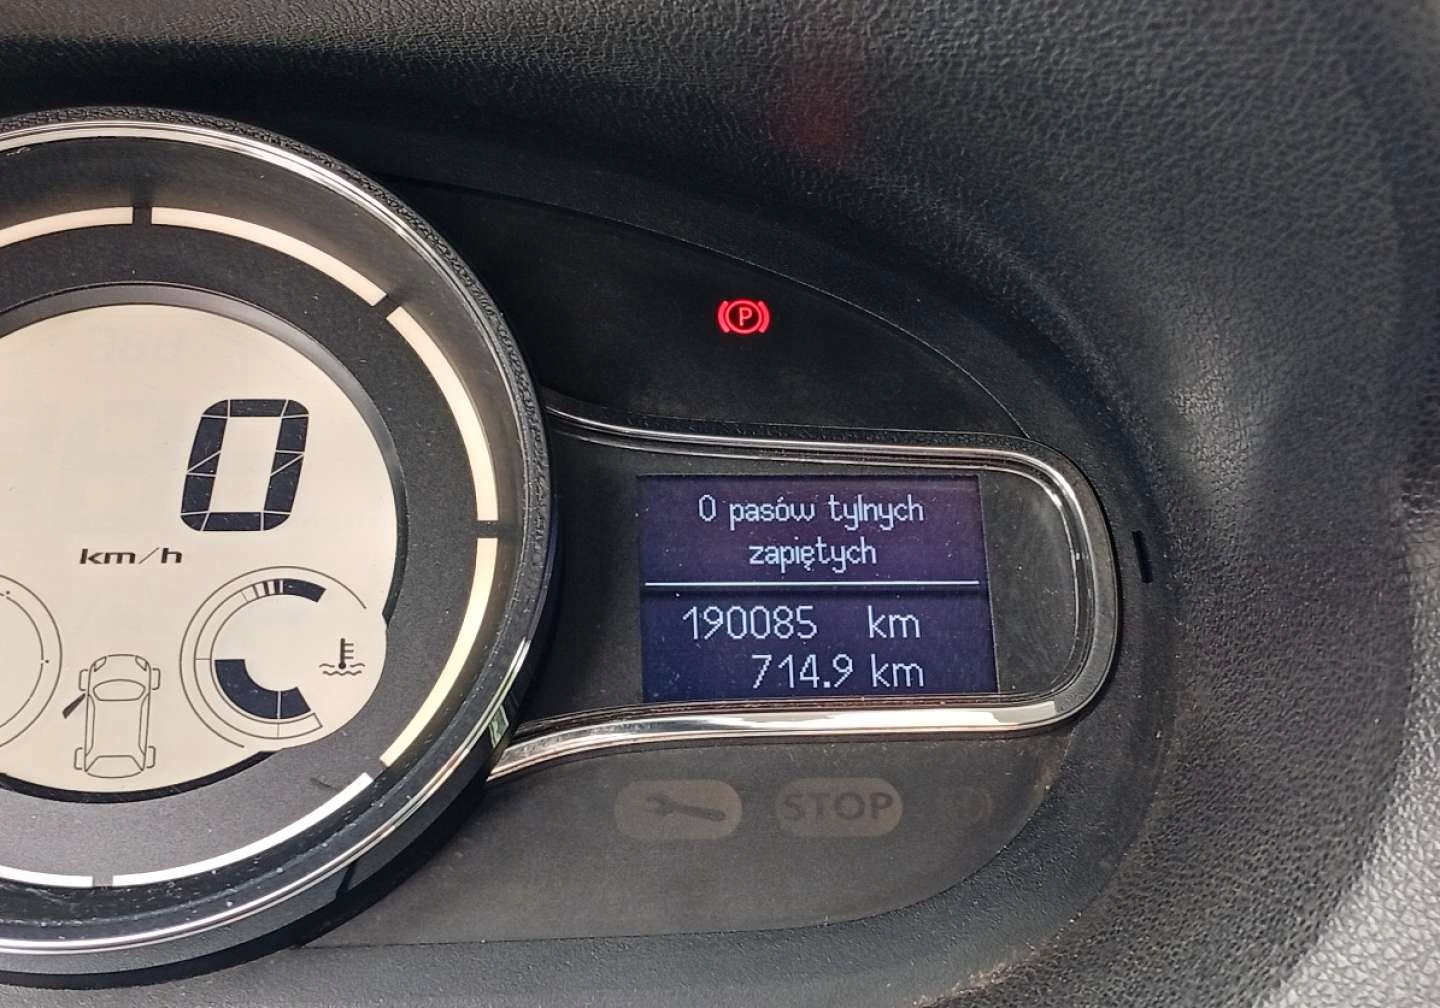 P
0
km/h
0 pasów tylnych
zapiętych
190085 km
714.9 km
STOP